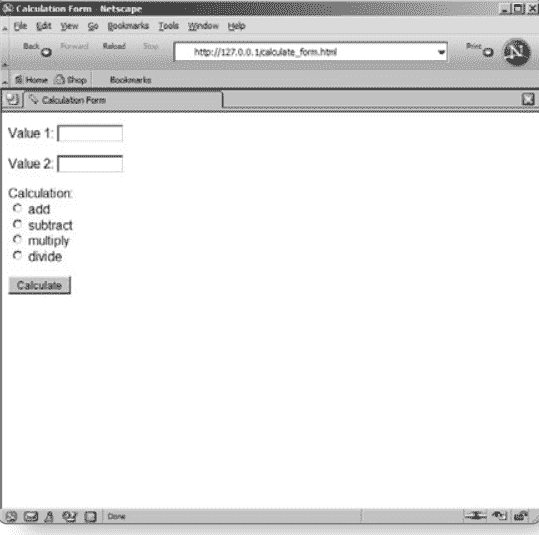 Calculation Form - Netscape
File Edit View Go Bookmarks Tools Window Help
Back Forward Reload Stop http://127.0.0.1/calculate_form.html Print N
Home Shop Bookmarks
Calculation Form
Value 1:
Value 2:
Calculation:
add
subtract
multiply
divide
Calculate
Done